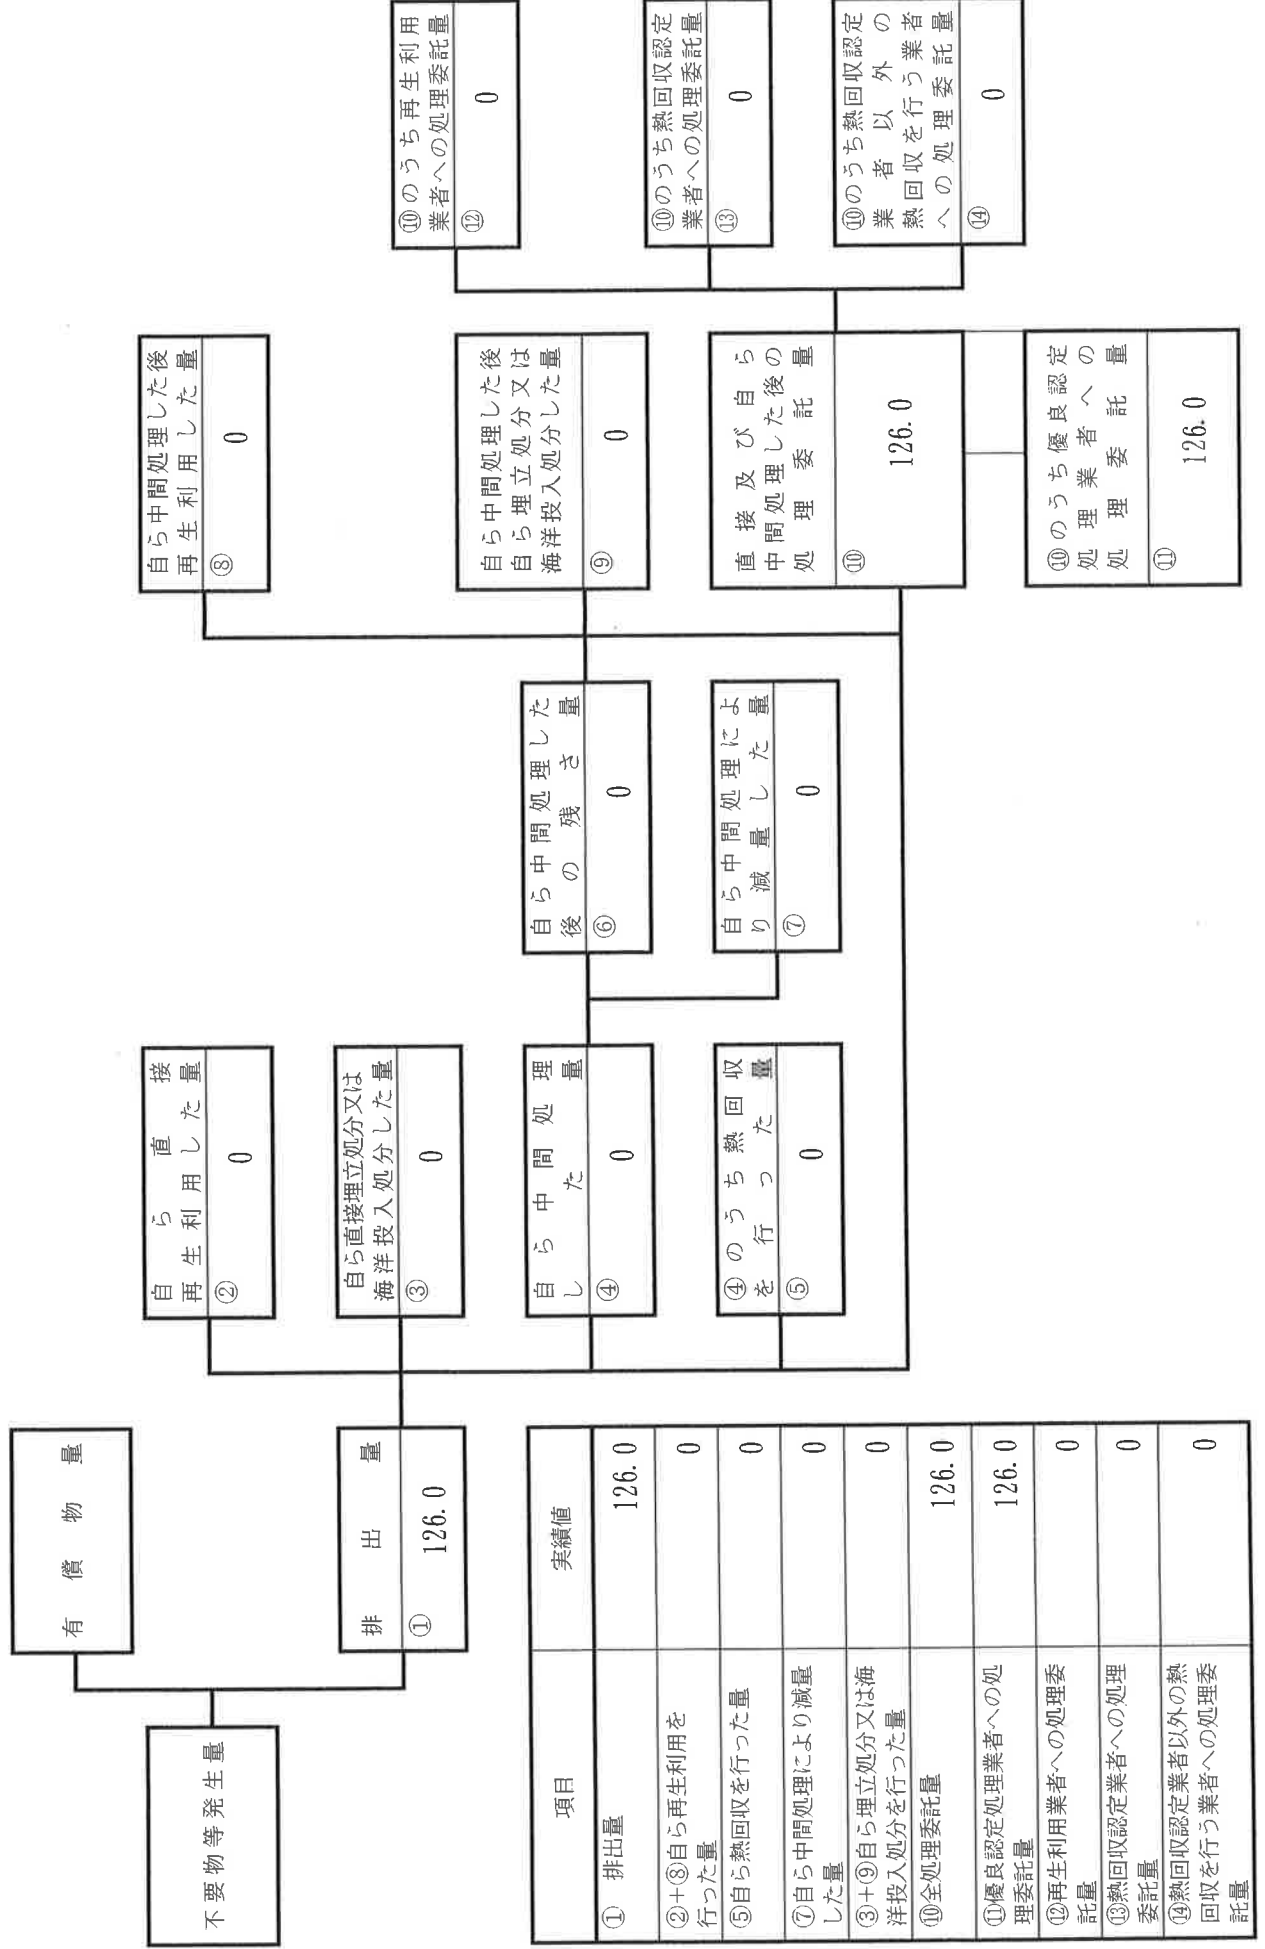 不要物等発生量
有償物量
排出量
① 126.0
自ら直接
再生利用した量
② 0
自ら直接埋立処分又は
海洋投入処分した量
③ 0
自ら中間処理
した量
④ 0
④のうち熱回収
を行った量
⑤ 0
自ら中間処理した
後の残さ量
⑥ 0
自ら中間処理によ
り減量した量
⑦ 0
自ら中間処理した後
再生利用した量
⑧ 0
自ら中間処理した後
自ら埋立処分又は
海洋投入処分した量
⑨ 0
直接及び自ら
中間処理した後の
処理委託量
⑩ 126.0
⑩のうち優良認定
処理業者への
処理委託量
⑪ 126.0
⑩のうち再生利用
業者への処理委託量
⑫ 0
⑩のうち熱回収認定
業者への処理委託量
⑬ 0
⑩のうち熱回収認定
業者以外の
熱回収を行う業者
への処理委託量
⑭ 0
項目 実績値
① 排出量 126.0
②+⑧自ら再生利用を
行った量 0
⑤自ら熱回収を行った量 0
⑦自ら中間処理により減量
した量 0
③+⑨自ら埋立処分又は海
洋投入処分を行った量 0
⑩全処理委託量 126.0
⑪優良認定処理業者への処
理委託量 126.0
⑫再生利用業者への処理委
託量 0
⑬熱回収認定業者への処理
委託量 0
⑭熱回収認定業者以外の熱
回収を行う業者への処理委
託量 0